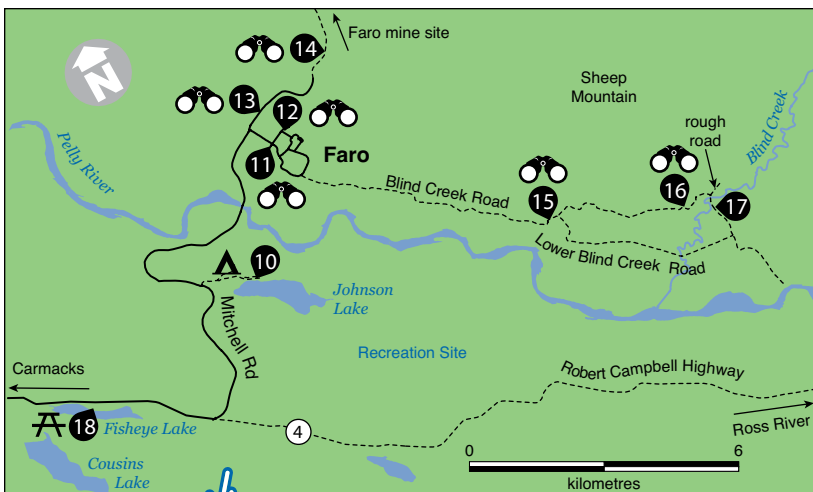 Faro mine site
14
N
13
12
Sheep
Mountain
rough
road
Blind Creek
Pelly River
11
Faro
Blind Creek Road
15
16
17
Lower Blind Creek Road
10
Johnson
Lake
Mitchell Rd
Recreation Site
Carmacks
Robert Campbell Highway
18
Fisheye Lake
4
Ross River
Cousins
Lake
0
6
kilometres